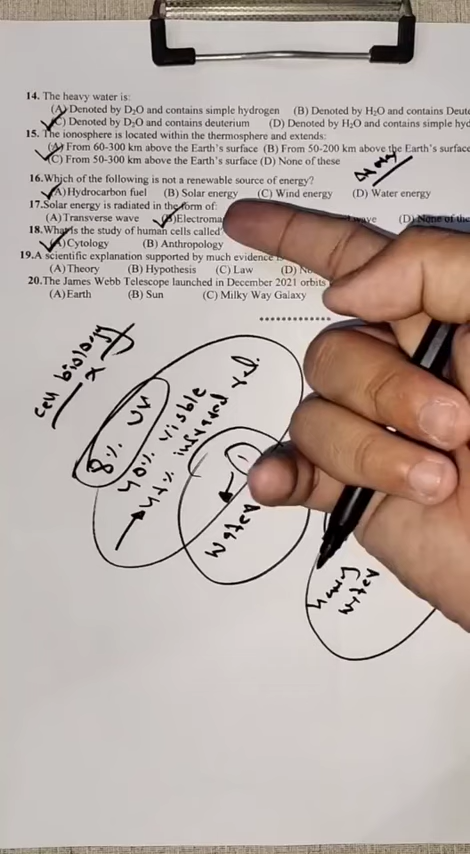 14. The heavy water is:
(A) Denoted by D₂O and contains simple hydrogen (B) Denoted by H₂O and contains Deute
(C) Denoted by D₂O and contains deuterium (D) Denoted by H₂O and contains simple hyd
15. The ionosphere is located within the thermosphere and extends:
(A) From 60-300 km above the Earth's surface (B) From 50-200 km above the Earth's surface
(C) From 50-300 km above the Earth's surface (D) None of these
16. Which of the following is not a renewable source of energy?
(A) Hydrocarbon fuel (B) Solar energy (C) Wind energy (D) Water energy
17. Solar energy is radiated in the form of:
(A) Transverse wave (B) Electroma wave (D) None of the
18. What is the study of human cells called
(A) Cytology (B) Anthropology
19. A scientific explanation supported by much evidence
(A) Theory (B) Hypothesis (C) Law (D) No
20. The James Webb Telescope launched in December 2021 orbits
(A) Earth (B) Sun (C) Milky Way Galaxy
cell biology
8% UV
40% visible
infrared
water
heavy
water